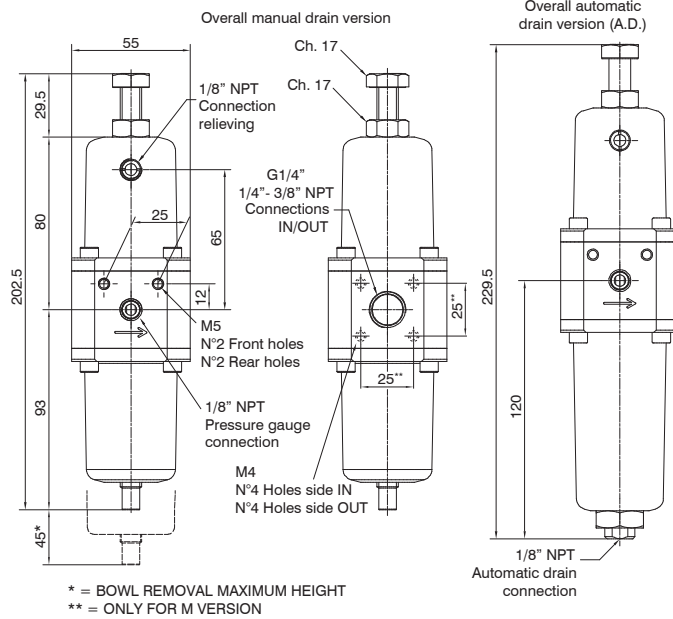 Overall manual drain version
Overall automatic
drain version (A.D.)
55
Ch. 17
Ch. 17
1/8" NPT
Connection
relieving
29.5
80
202.5
93
45*
25
65
12
G1/4"
1/4"- 3/8" NPT
Connections
IN/OUT
M5
N°2 Front holes
N°2 Rear holes
1/8" NPT
Pressure gauge
connection
25**
25**
M4
N°4 Holes side IN
N°4 Holes side OUT
229.5
120
1/8" NPT
Automatic drain
connection
* = BOWL REMOVAL MAXIMUM HEIGHT
** = ONLY FOR M VERSION